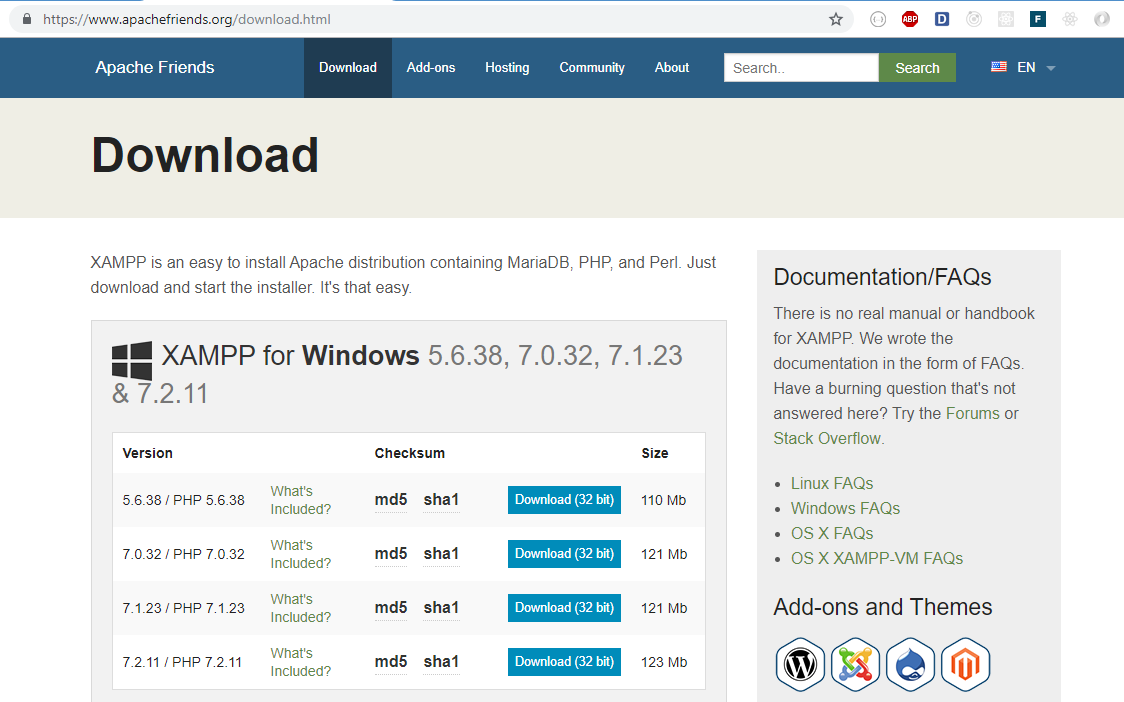 https://www.apachefriends.org/download.html
ABP
D
F
Apache Friends
Download
Add-ons
Hosting
Community
About
Search..
Search
EN
Download
XAMPP is an easy to install Apache distribution containing MariaDB, PHP, and Perl. Just
download and start the installer. It's that easy.
XAMPP for Windows 5.6.38, 7.0.32, 7.1.23
& 7.2.11
Version Checksum Size
5.6.38 / PHP 5.6.38 What's
Included? md5 sha1 Download (32 bit) 110 Mb
7.0.32 / PHP 7.0.32 What's
Included? md5 sha1 Download (32 bit) 121 Mb
7.1.23 / PHP 7.1.23 What's
Included? md5 sha1 Download (32 bit) 121 Mb
7.2.11 / PHP 7.2.11 What's
Included? md5 sha1 Download (32 bit) 123 Mb
Documentation/FAQs
There is no real manual or handbook
for XAMPP. We wrote the
documentation in the form of FAQs.
Have a burning question that's not
answered here? Try the Forums or
Stack Overflow.
Linux FAQs
Windows FAQs
OS X FAQs
OS X XAMPP-VM FAQs
Add-ons and Themes